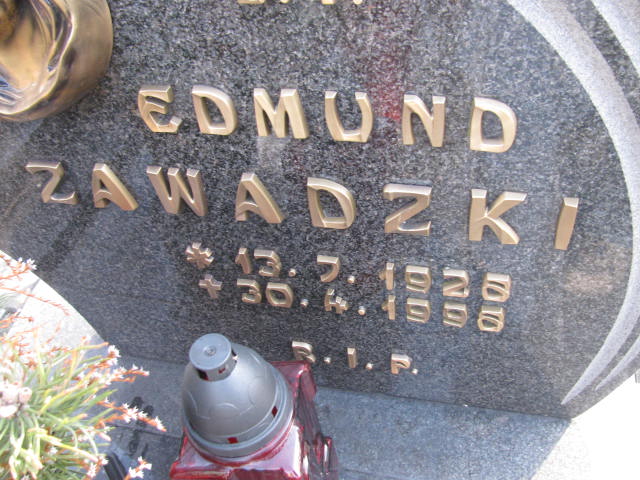 EDMUND
ZAWADZKI
* 13. 7. 1928
† 30. 4. 1998
R. I. P.